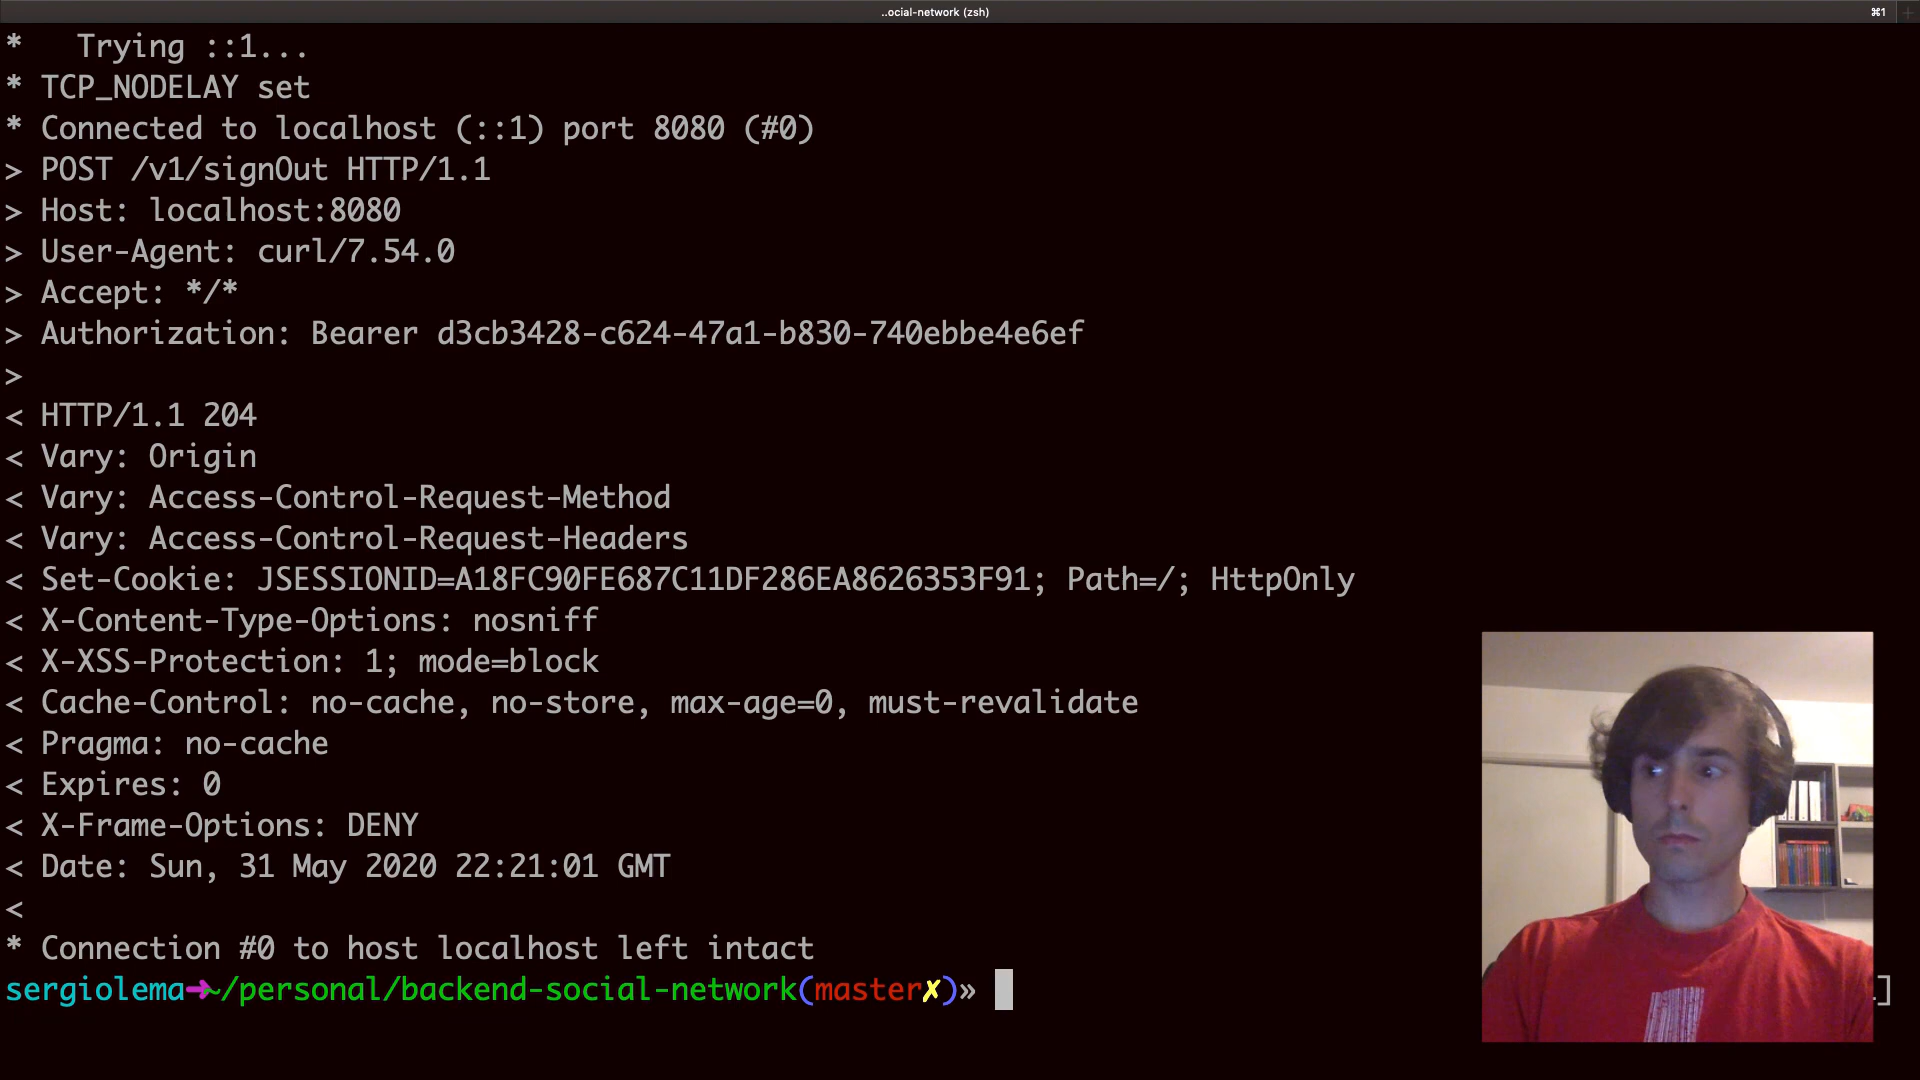 ..ocial-network (zsh)
⌘1
*   Trying ::1...
* TCP_NODELAY set
* Connected to localhost (::1) port 8080 (#0)
> POST /v1/signOut HTTP/1.1
> Host: localhost:8080
> User-Agent: curl/7.54.0
> Accept: */*
> Authorization: Bearer d3cb3428-c624-47a1-b830-740ebbe4e6ef
>
< HTTP/1.1 204
< Vary: Origin
< Vary: Access-Control-Request-Method
< Vary: Access-Control-Request-Headers
< Set-Cookie: JSESSIONID=A18FC90FE687C11DF286EA8626353F91; Path=/; HttpOnly
< X-Content-Type-Options: nosniff
< X-XSS-Protection: 1; mode=block
< Cache-Control: no-cache, no-store, max-age=0, must-revalidate
< Pragma: no-cache
< Expires: 0
< X-Frame-Options: DENY
< Date: Sun, 31 May 2020 22:21:01 GMT
<
* Connection #0 to host localhost left intact
sergiolema➜~/personal/backend-social-network(master✗)» ]